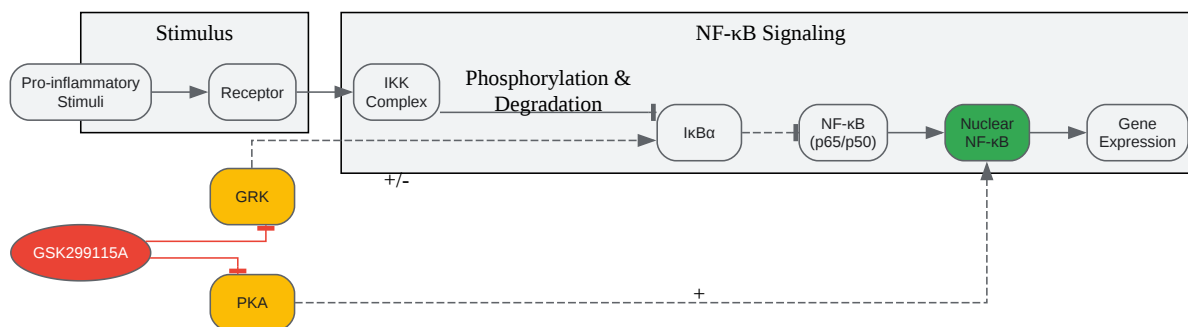 Stimulus
NF-κB Signaling
Pro-inflammatory
Stimuli
Receptor
IKK
Complex
Phosphorylation &
Degradation
IκBα
NF-κB
(p65/p50)
Nuclear
NF-κB
Gene
Expression
+/-
GRK
GSK299115A
PKA
+